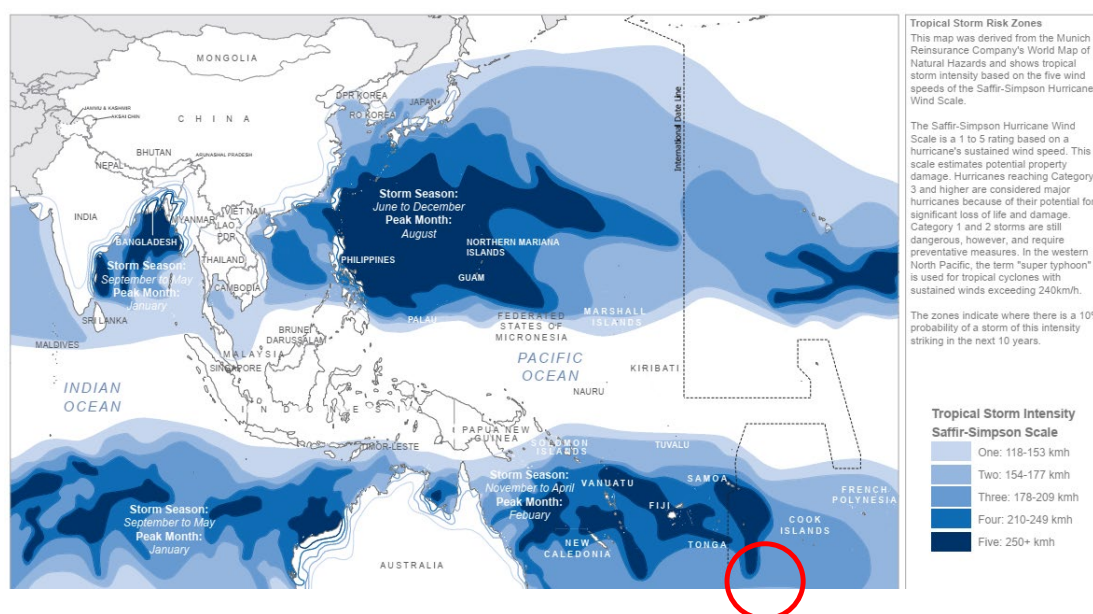 MONGOLIA
DPR KOREA
JAPAN
RO KOREA
JAMMU & KASHMIR
AKSAI CHIN
C H I N A
BHUTAN
ARUNASHAL PRADESH
NEPAL
INDIA
MYANMAR
VIET NAM
LAO
PDR
BANGLADESH
THAILAND
CAMBODIA
Storm Season:
September to May
Peak Month:
January
SRI LANKA
MALDIVES
Storm Season:
June to December
Peak Month:
August
NORTHERN MARIANA
ISLANDS
PHILIPPINES
GUAM
PALAU
FEDERATED
STATES OF
MICRONESIA
MARSHALL
ISLANDS
International Date Line
BRUNEI
DARUSSALAM
MALAYSIA
SINGAPORE
PACIFIC
OCEAN
KIRIBATI
NAURU
INDIAN
OCEAN
I N D O N E S I A
PAPUA NEW
GUINEA
TIMOR-LESTE
SOLOMON
ISLANDS
TUVALU
Storm Season:
November to April
Peak Month:
Febuary
VANUATU
SAMOA
FIJI
FRENCH
POLYNESIA
COOK
ISLANDS
TONGA
NEW
CALEDONIA
Storm Season:
September to May
Peak Month:
January
AUSTRALIA
Tropical Storm Risk Zones
This map was derived from the Munich
Reinsurance Company's World Map of
Natural Hazards and shows tropical
storm intensity based on the five wind
speeds of the Saffir-Simpson Hurricane
Wind Scale.
The Saffir-Simpson Hurricane Wind
Scale is a 1 to 5 rating based on a
hurricane's sustained wind speed. This
scale estimates potential property
damage. Hurricanes reaching Category
3 and higher are considered major
hurricanes because of their potential for
significant loss of life and damage.
Category 1 and 2 storms are still
dangerous, however, and require
preventative measures. In the western
North Pacific, the term "super typhoon"
is used for tropical cyclones with
sustained winds exceeding 240km/h.
The zones indicate where there is a 10%
probability of a storm of this intensity
striking in the next 10 years.
Tropical Storm Intensity
Saffir-Simpson Scale
One: 118-153 kmh
Two: 154-177 kmh
Three: 178-209 kmh
Four: 210-249 kmh
Five: 250+ kmh